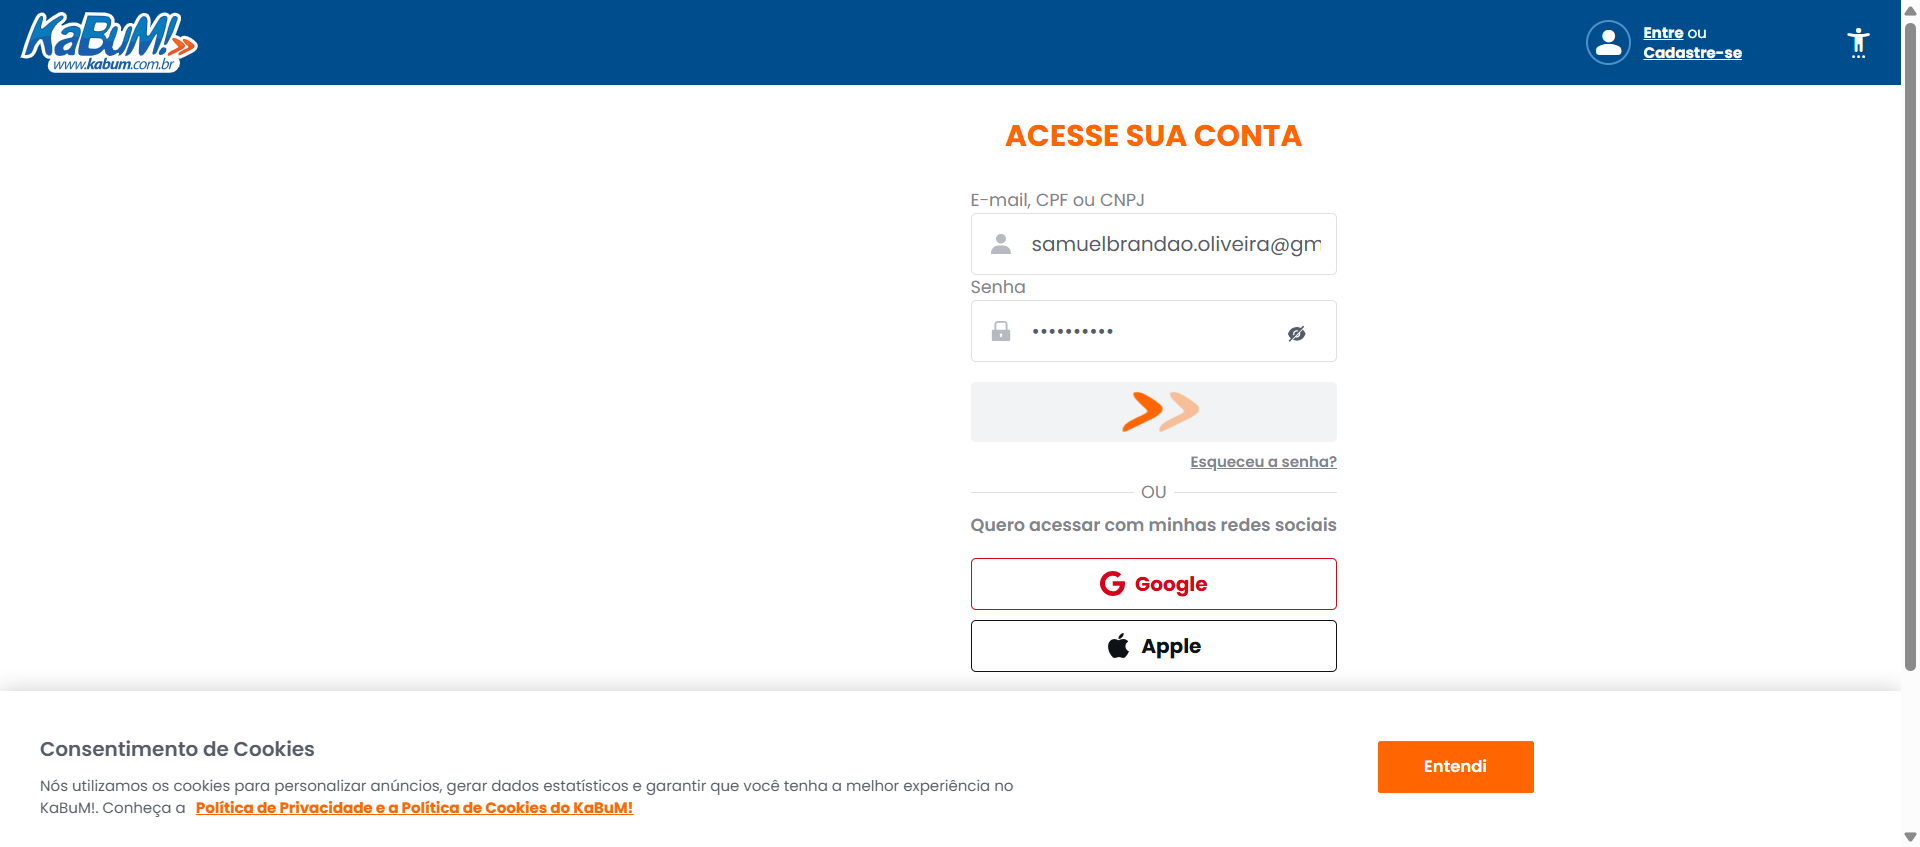 KaBuM!
www.kabum.com.br
Entre ou
Cadastre-se
ACESSE SUA CONTA
E-mail, CPF ou CNPJ
samuelbrandao.oliveira@gm
Senha
••••••••••
Esqueceu a senha?
OU
Quero acessar com minhas redes sociais
Google
Apple
Consentimento de Cookies
Nós utilizamos os cookies para personalizar anúncios, gerar dados estatísticos e garantir que você tenha a melhor experiência no
KaBuM!. Conheça a Política de Privacidade e a Política de Cookies do KaBuM!
Entendi